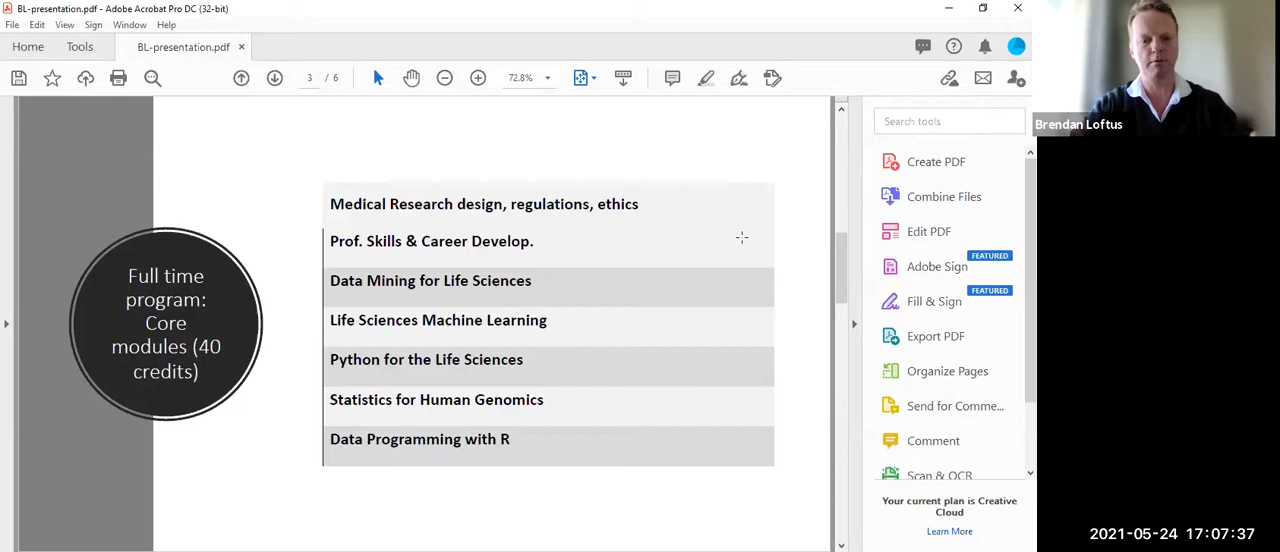 BL-presentation.pdf - Adobe Acrobat Pro DC (32-bit)
File Edit View Sign Window Help
Home Tools BL-presentation.pdf
3 / 6 72.8%
Full time
program:
Core
modules (40
credits)
Medical Research design, regulations, ethics
Prof. Skills & Career Develop.
Data Mining for Life Sciences
Life Sciences Machine Learning
Python for the Life Sciences
Statistics for Human Genomics
Data Programming with R
Search tools
Create PDF
Combine Files
Edit PDF
FEATURED
Adobe Sign
FEATURED
Fill & Sign
Export PDF
Organize Pages
Send for Comme...
Comment
Scan & OCR
Your current plan is Creative
Cloud
Learn More
Brendan Loftus
2021-05-24 17:07:37